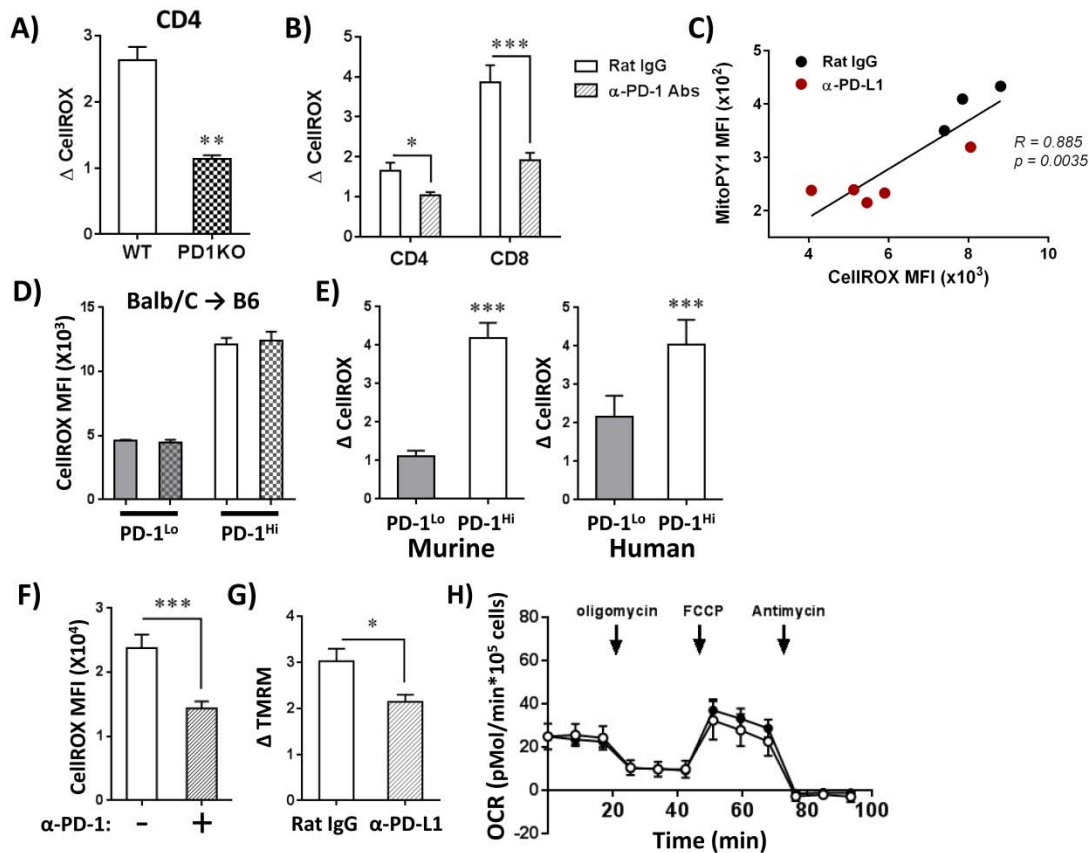 A)
CD4
Δ CellROX
3
2
1
0
WT
PD1KO
**
B)
Δ CellROX
5
4
3
2
1
0
*
***
CD4
CD8
Rat IgG
α-PD-1 Abs
C)
MitoPY1 MFI (x10²)
5
4
3
2
Rat IgG
α-PD-L1
R = 0.885
p = 0.0035
4
6
8
10
CellROX MFI (x10³)
D)
Balb/C → B6
CellROX MFI (X10³)
15
10
5
0
PD-1ᴸᵒ
PD-1ᴴⁱ
E)
Δ CellROX
5
4
3
2
1
0
***
PD-1ᴸᵒ
PD-1ᴴⁱ
Murine
Δ CellROX
5
4
3
2
1
0
***
PD-1ᴸᵒ
PD-1ᴴⁱ
Human
F)
CellROX MFI (X10⁴)
3
2
1
0
***
α-PD-1:
-
+
G)
Δ TMRM
4
3
2
1
0
*
Rat IgG
α-PD-L1
H)
oligomycin
FCCP
Antimycin
OCR (pMol/min*10⁵ cells)
80
60
40
20
0
-20
20
40
60
80
100
Time (min)